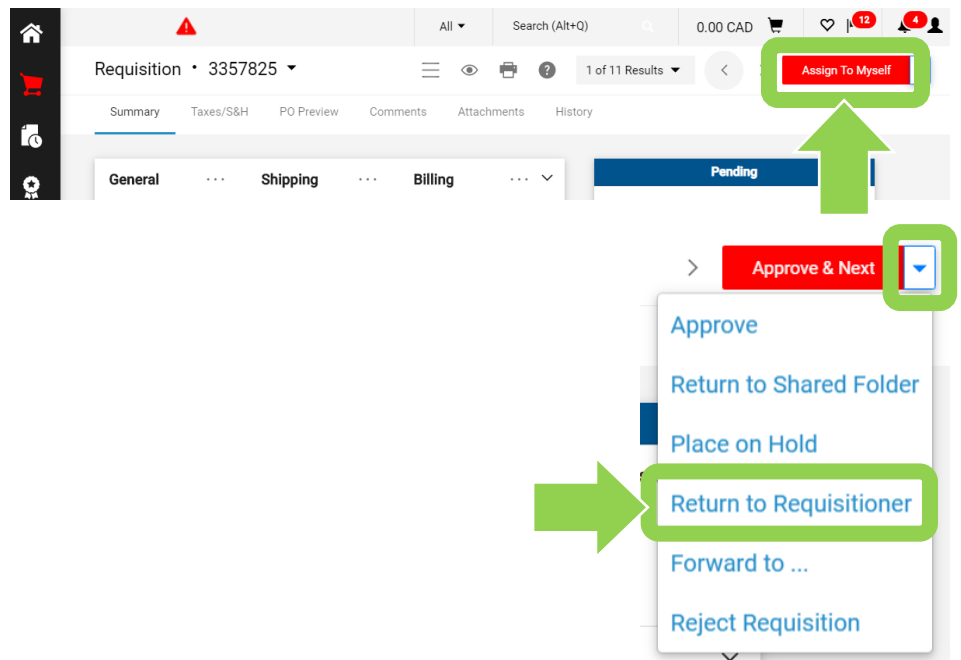 All
Search (Alt+Q)
0.00 CAD
12
4
Requisition • 3357825
1 of 11 Results
Assign To Myself
Summary
Taxes/S&H
PO Preview
Comments
Attachments
History
General
...
Shipping
...
Billing
...
Pending
Approve & Next
Approve
Return to Shared Folder
Place on Hold
Return to Requisitioner
Forward to ...
Reject Requisition